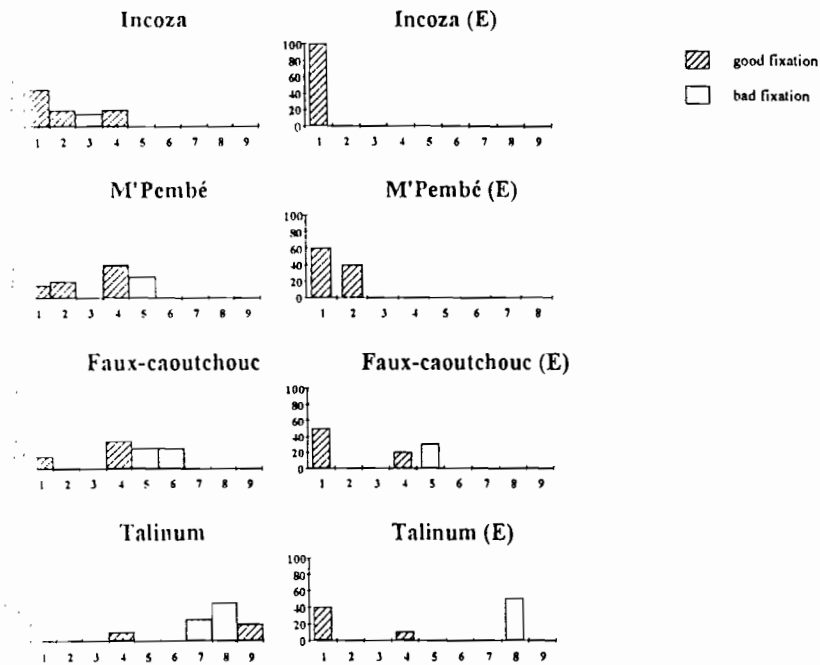 Incoza
1 2 3 4 5 6 7 8 9
Incoza (E)
100
80
60
40
20
0
1 2 3 4 5 6 7 8 9
good fixation
bad fixation
M'Pembé
1 2 3 4 5 6 7 8 9
M'Pembé (E)
100
80
60
40
20
0
1 2 3 4 5 6 7 8
Faux-caoutchouc
1 2 3 4 5 6 7 8 9
Faux-caoutchouc (E)
100
80
60
40
20
0
1 2 3 4 5 6 7 8 9
Talinum
1 2 3 4 5 6 7 8 9
Talinum (E)
100
80
60
40
20
0
1 2 3 4 5 6 7 8 9